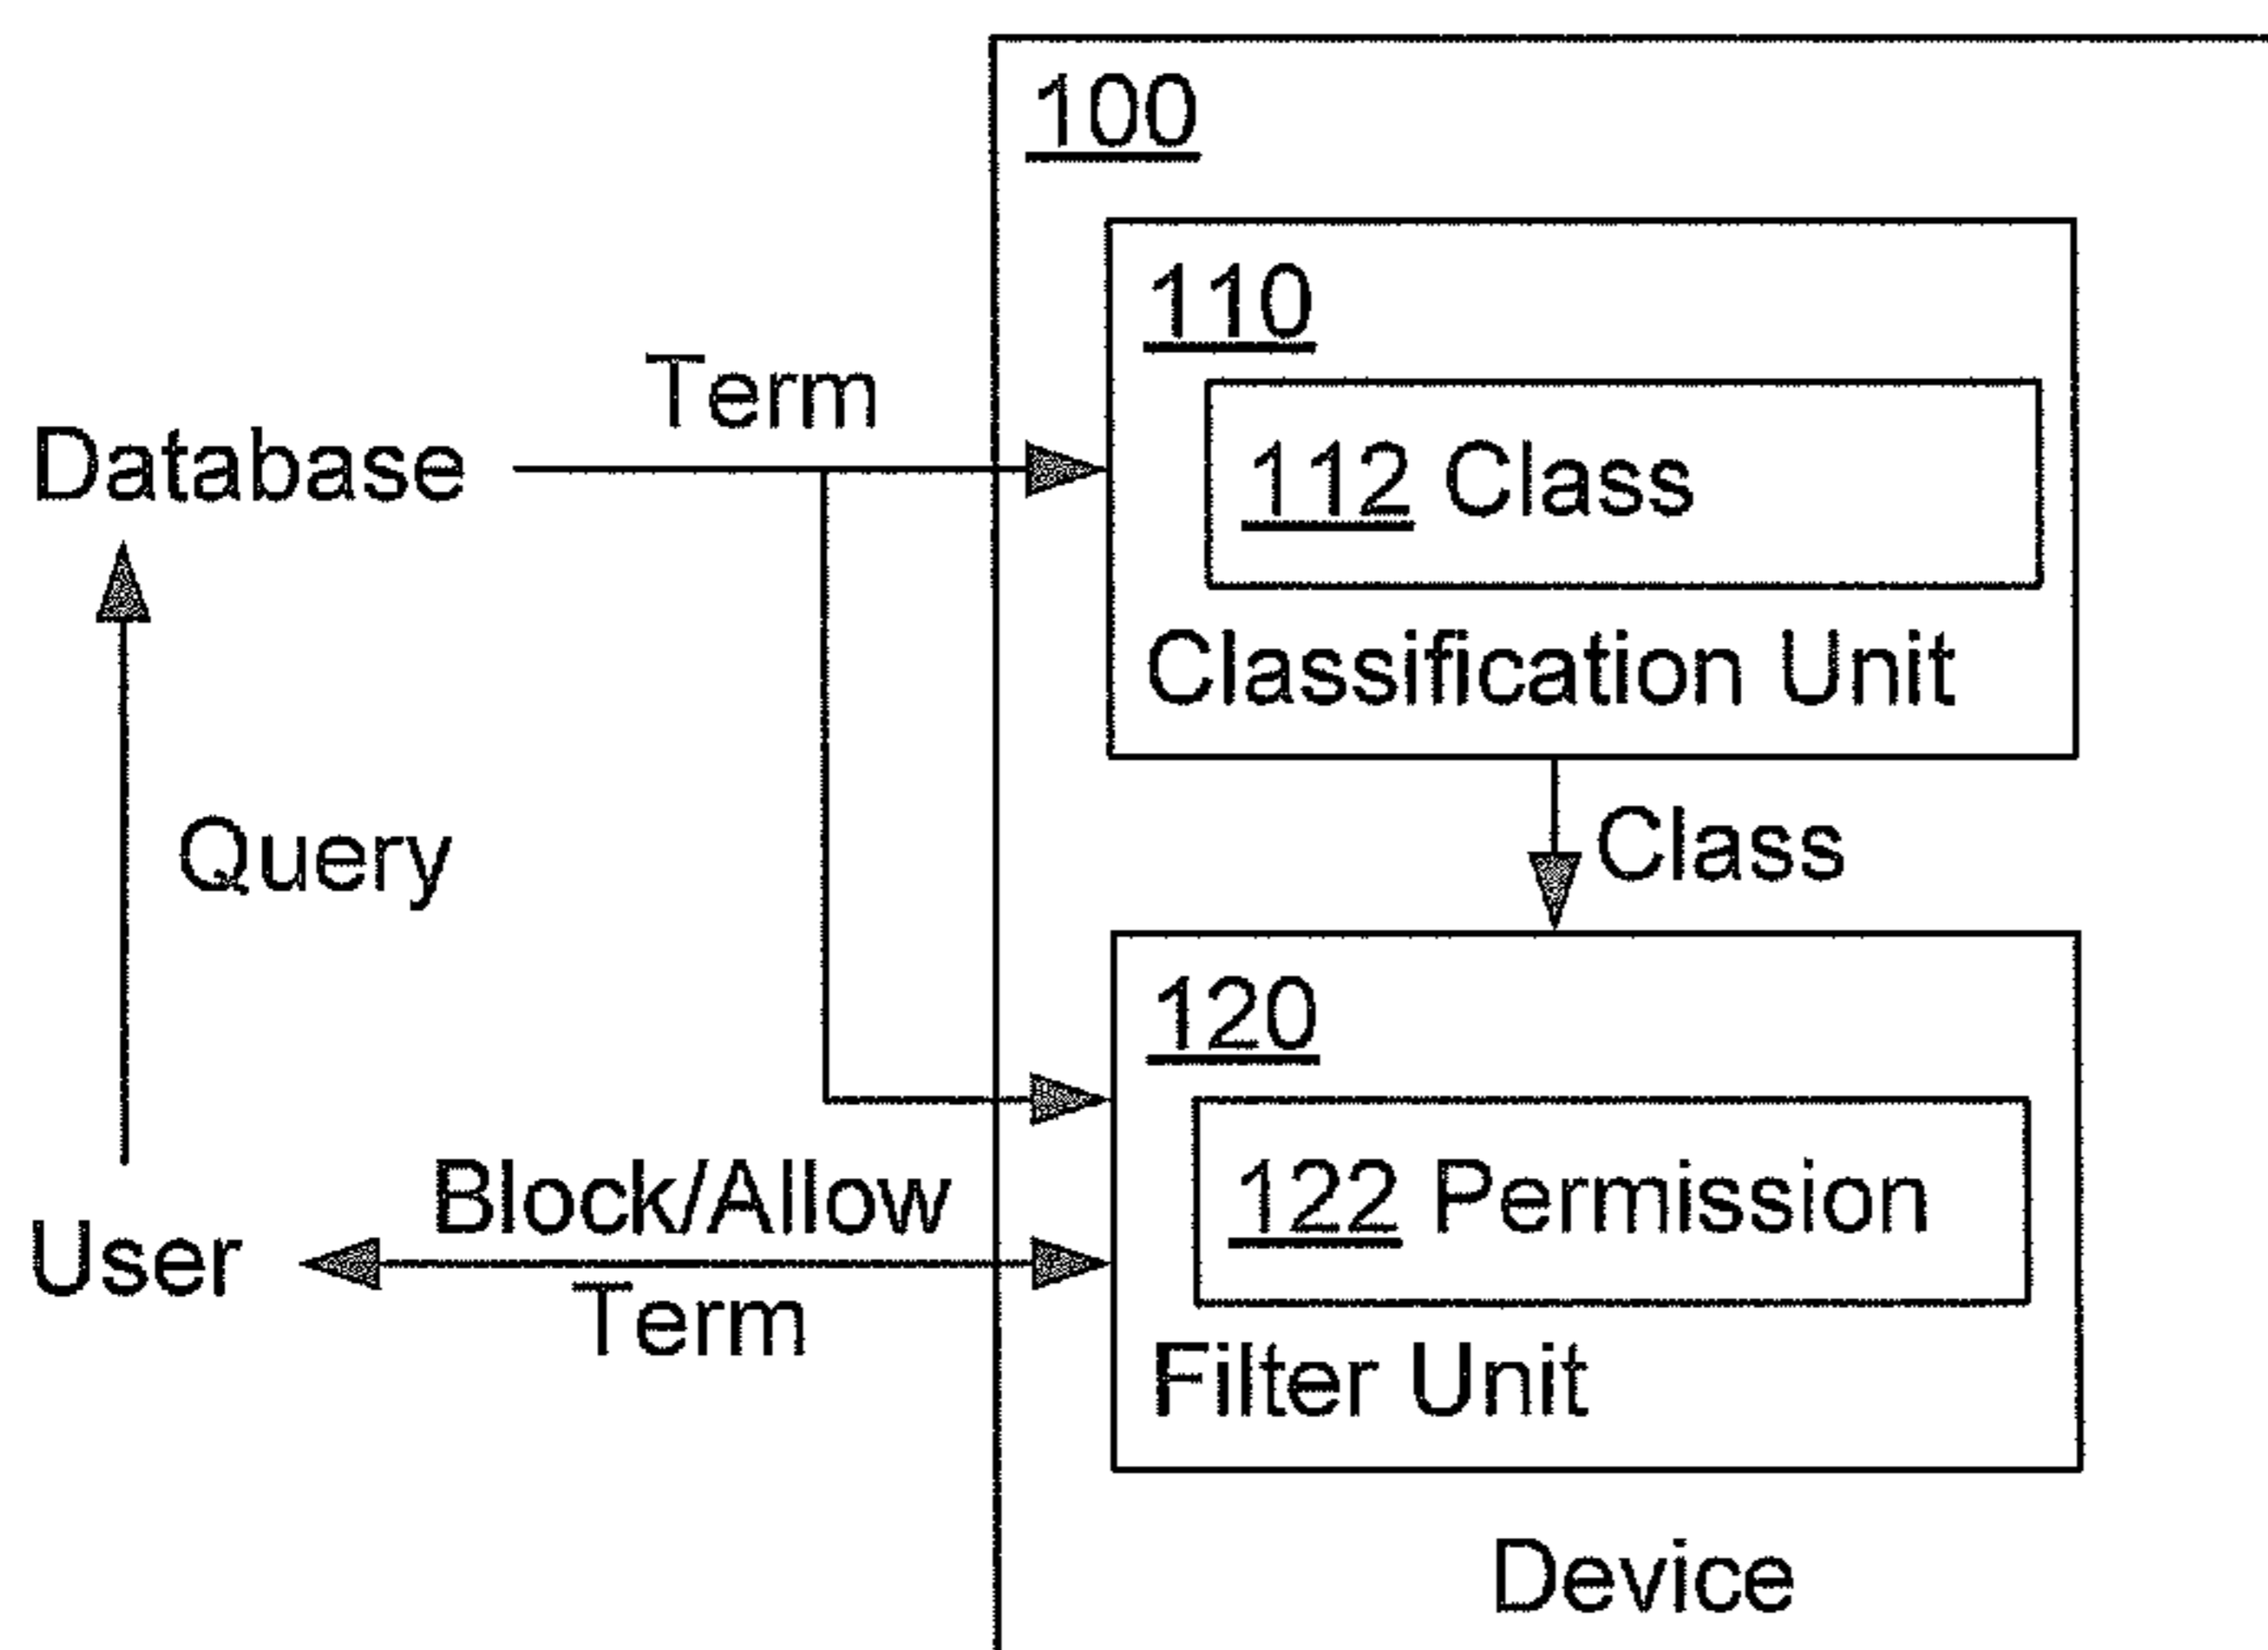 100
110
Term
Database
112 Class
Classification Unit
Query
Class
120
Block/Allow
122 Permission
User
Term
Filter Unit
Device